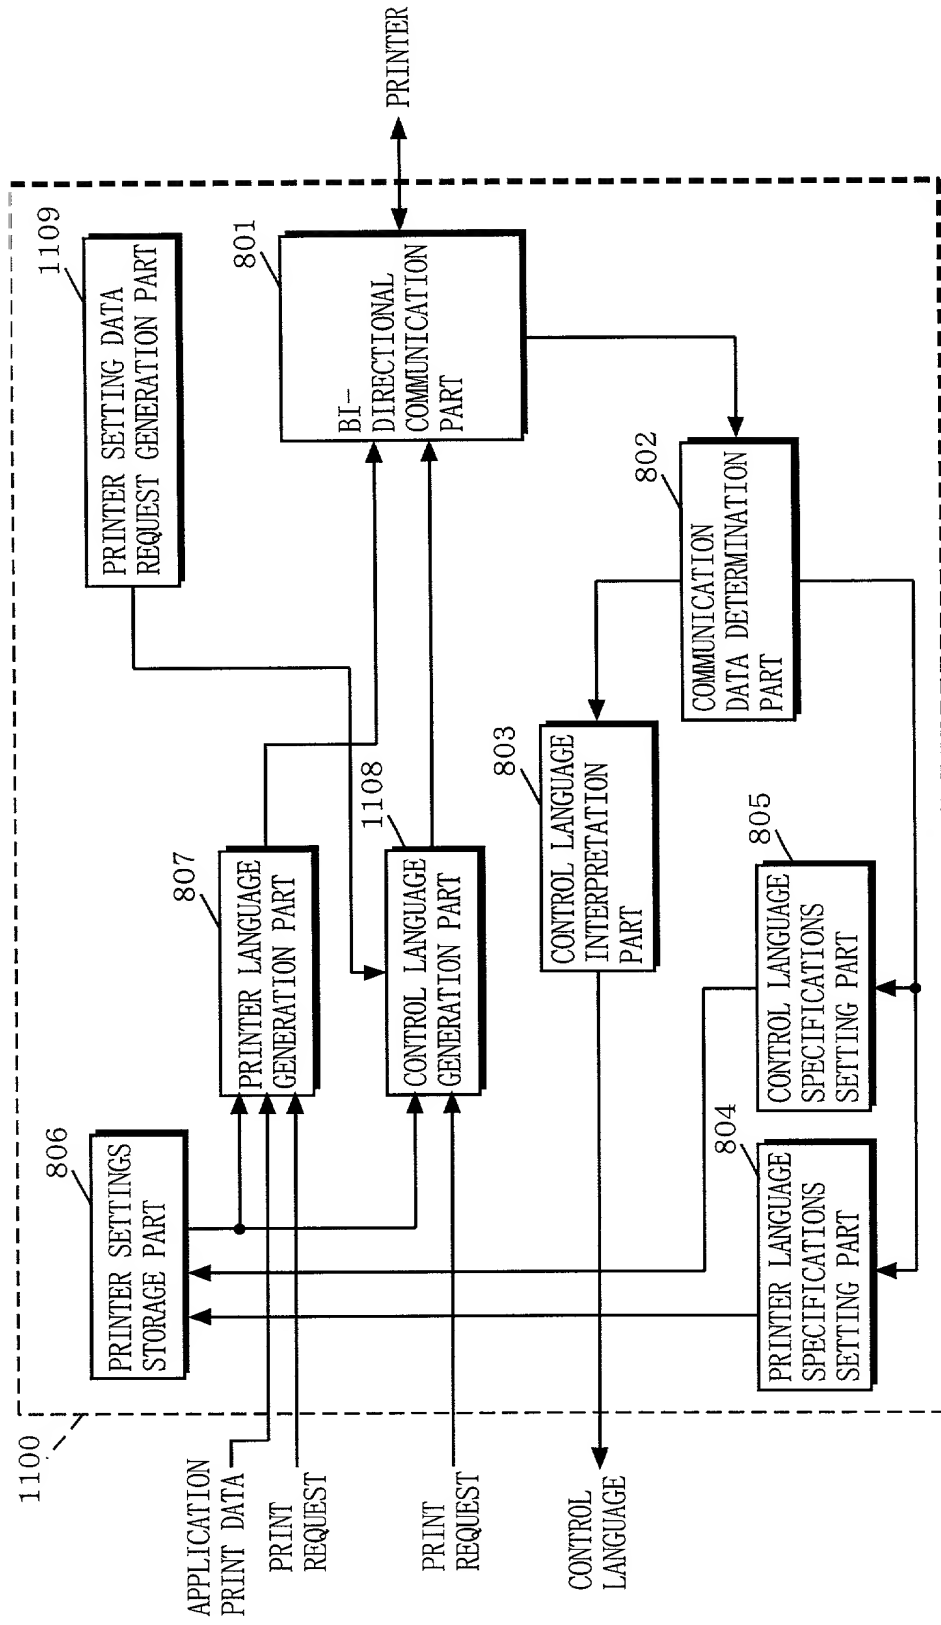 1100
806
PRINTER SETTINGS
STORAGE PART
807
PRINTER LANGUAGE
GENERATION PART
1109
PRINTER SETTING DATA
REQUEST GENERATION PART
APPLICATION
PRINT DATA
PRINT
REQUEST
1108
CONTROL LANGUAGE
GENERATION PART
801
BI-
DIRECTIONAL
COMMUNICATION
PART
PRINTER
PRINT
REQUEST
803
CONTROL LANGUAGE
INTERPRETATION
PART
CONTROL
LANGUAGE
802
COMMUNICATION
DATA DETERMINATION
PART
804
PRINTER LANGUAGE
SPECIFICATIONS
SETTING PART
805
CONTROL LANGUAGE
SPECIFICATIONS
SETTING PART